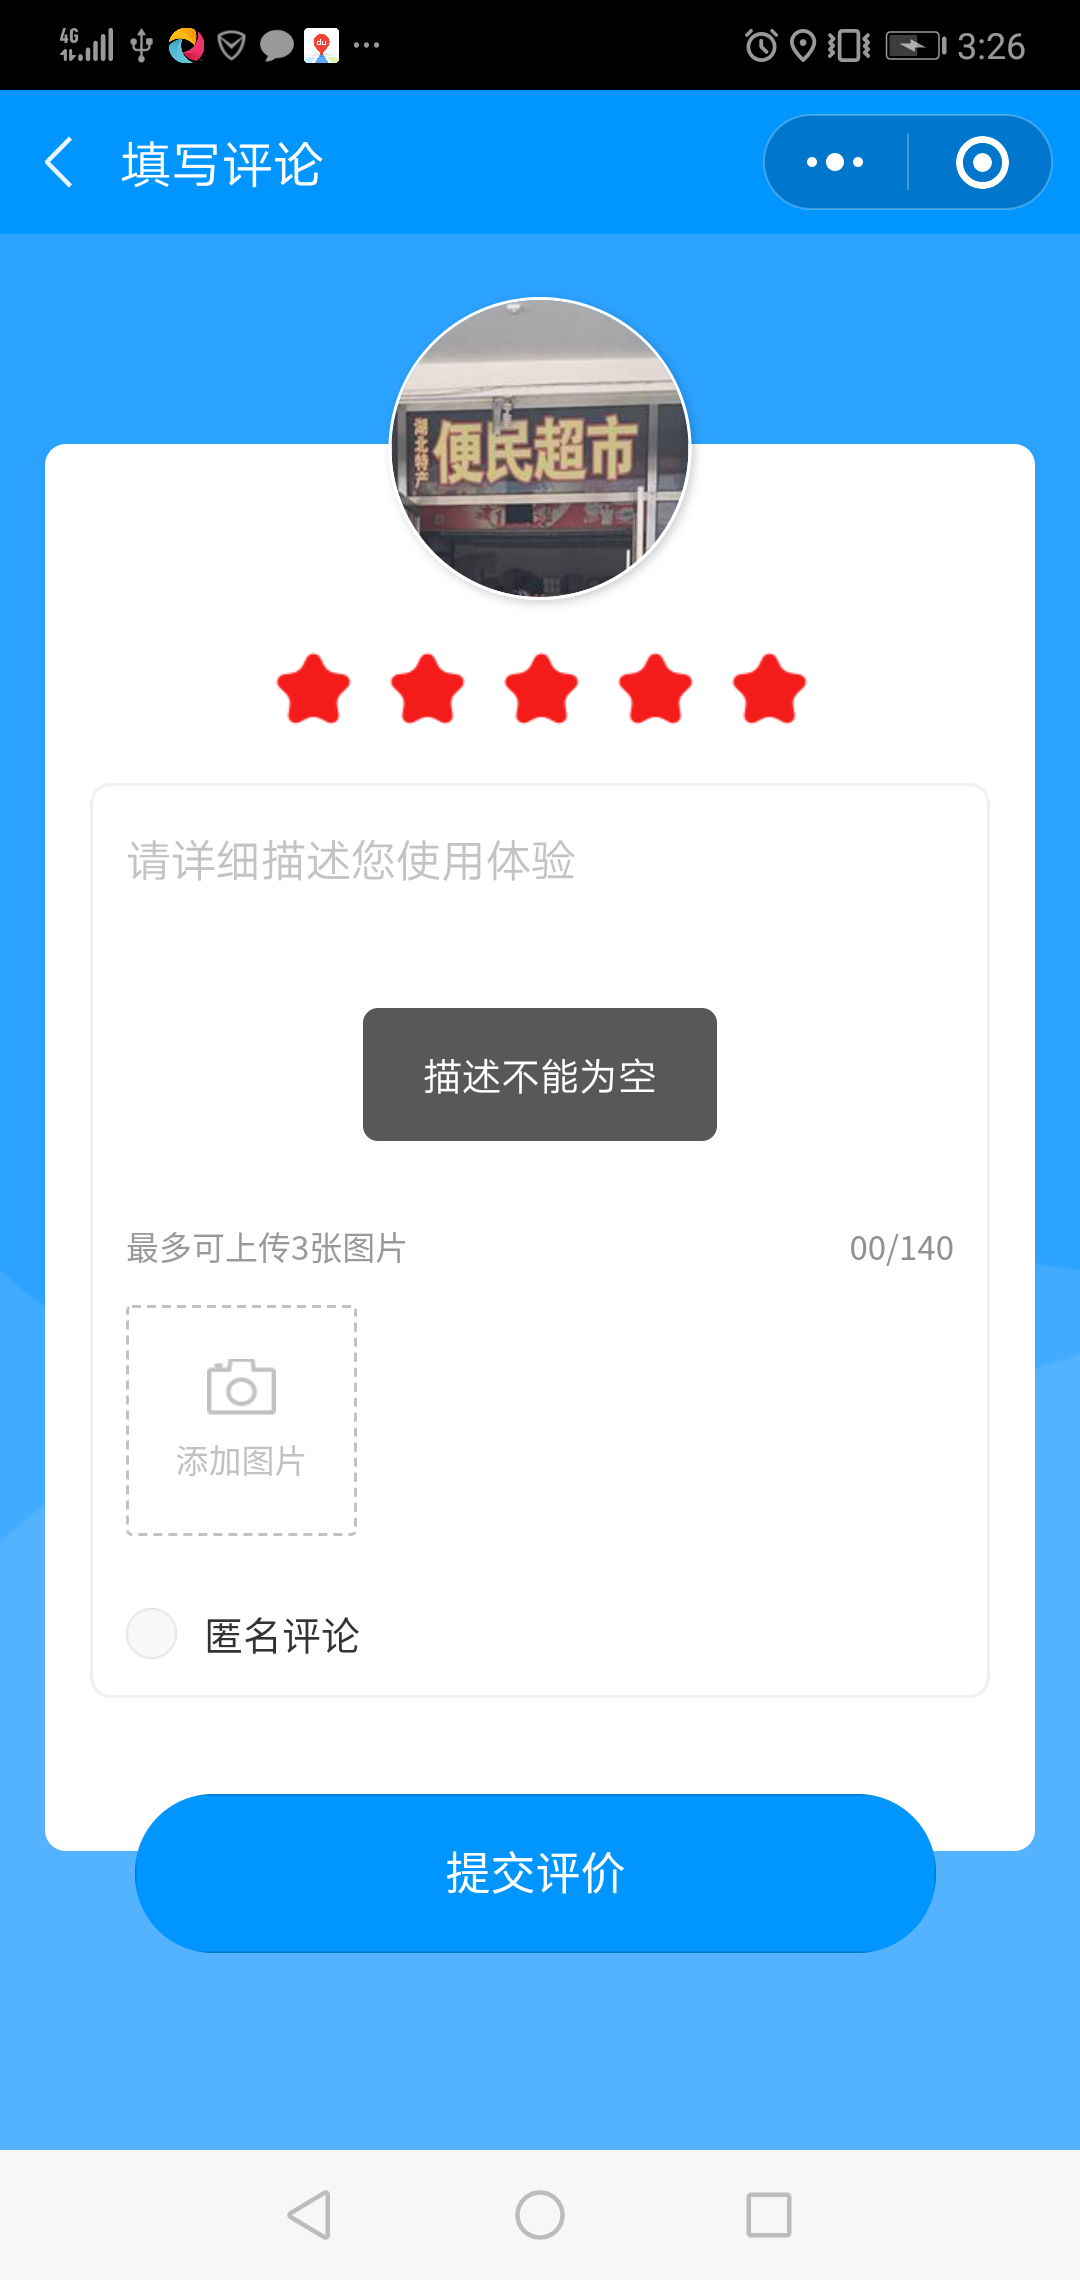 4G
du
3:26
填写评论
湖北特产
便民超市
请详细描述您使用体验
描述不能为空
最多可上传3张图片
00/140
添加图片
匿名评论
提交评价